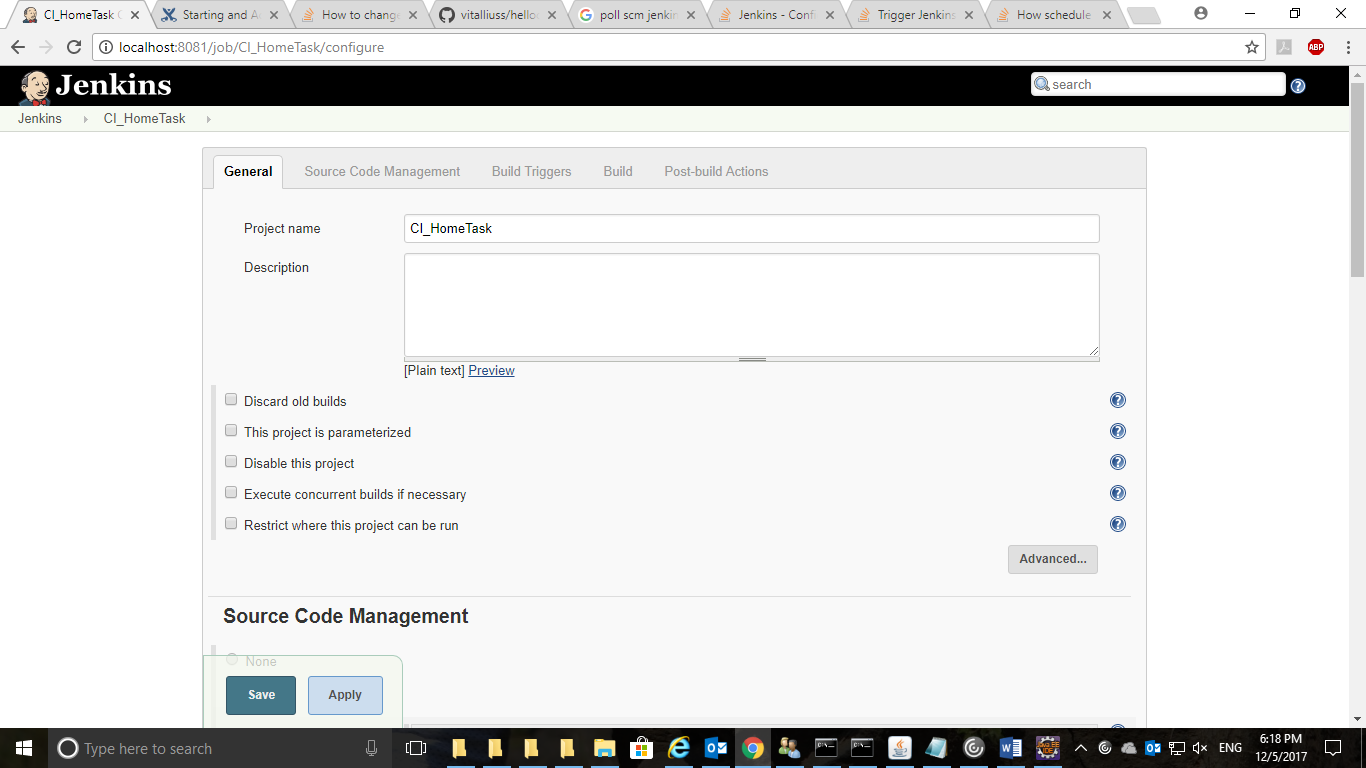 CI_HomeTask C
Starting and A
How to change
vitalliuss/hello
poll scm jenkin
Jenkins - Confi
Trigger Jenkins
How schedule
localhost:8081/job/CI_HomeTask/configure
ABP
Jenkins
search
Jenkins
CI_HomeTask
General
Source Code Management
Build Triggers
Build
Post-build Actions
Project name
CI_HomeTask
Description
[Plain text] Preview
Discard old builds
This project is parameterized
Disable this project
Execute concurrent builds if necessary
Restrict where this project can be run
Advanced...
Source Code Management
None
Save
Apply
Type here to search
ENG
6:18 PM
12/5/2017